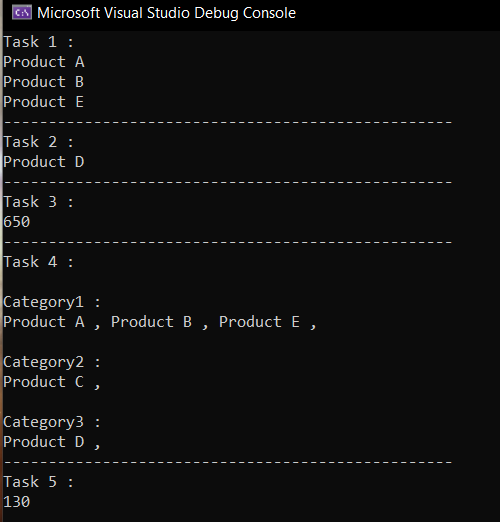 Microsoft Visual Studio Debug Console
Task 1 :
Product A
Product B
Product E
--------------------------------------------------
Task 2 :
Product D
--------------------------------------------------
Task 3 :
650
--------------------------------------------------
Task 4 :
Category1 :
Product A , Product B , Product E ,
Category2 :
Product C ,
Category3 :
Product D ,
--------------------------------------------------
Task 5 :
130